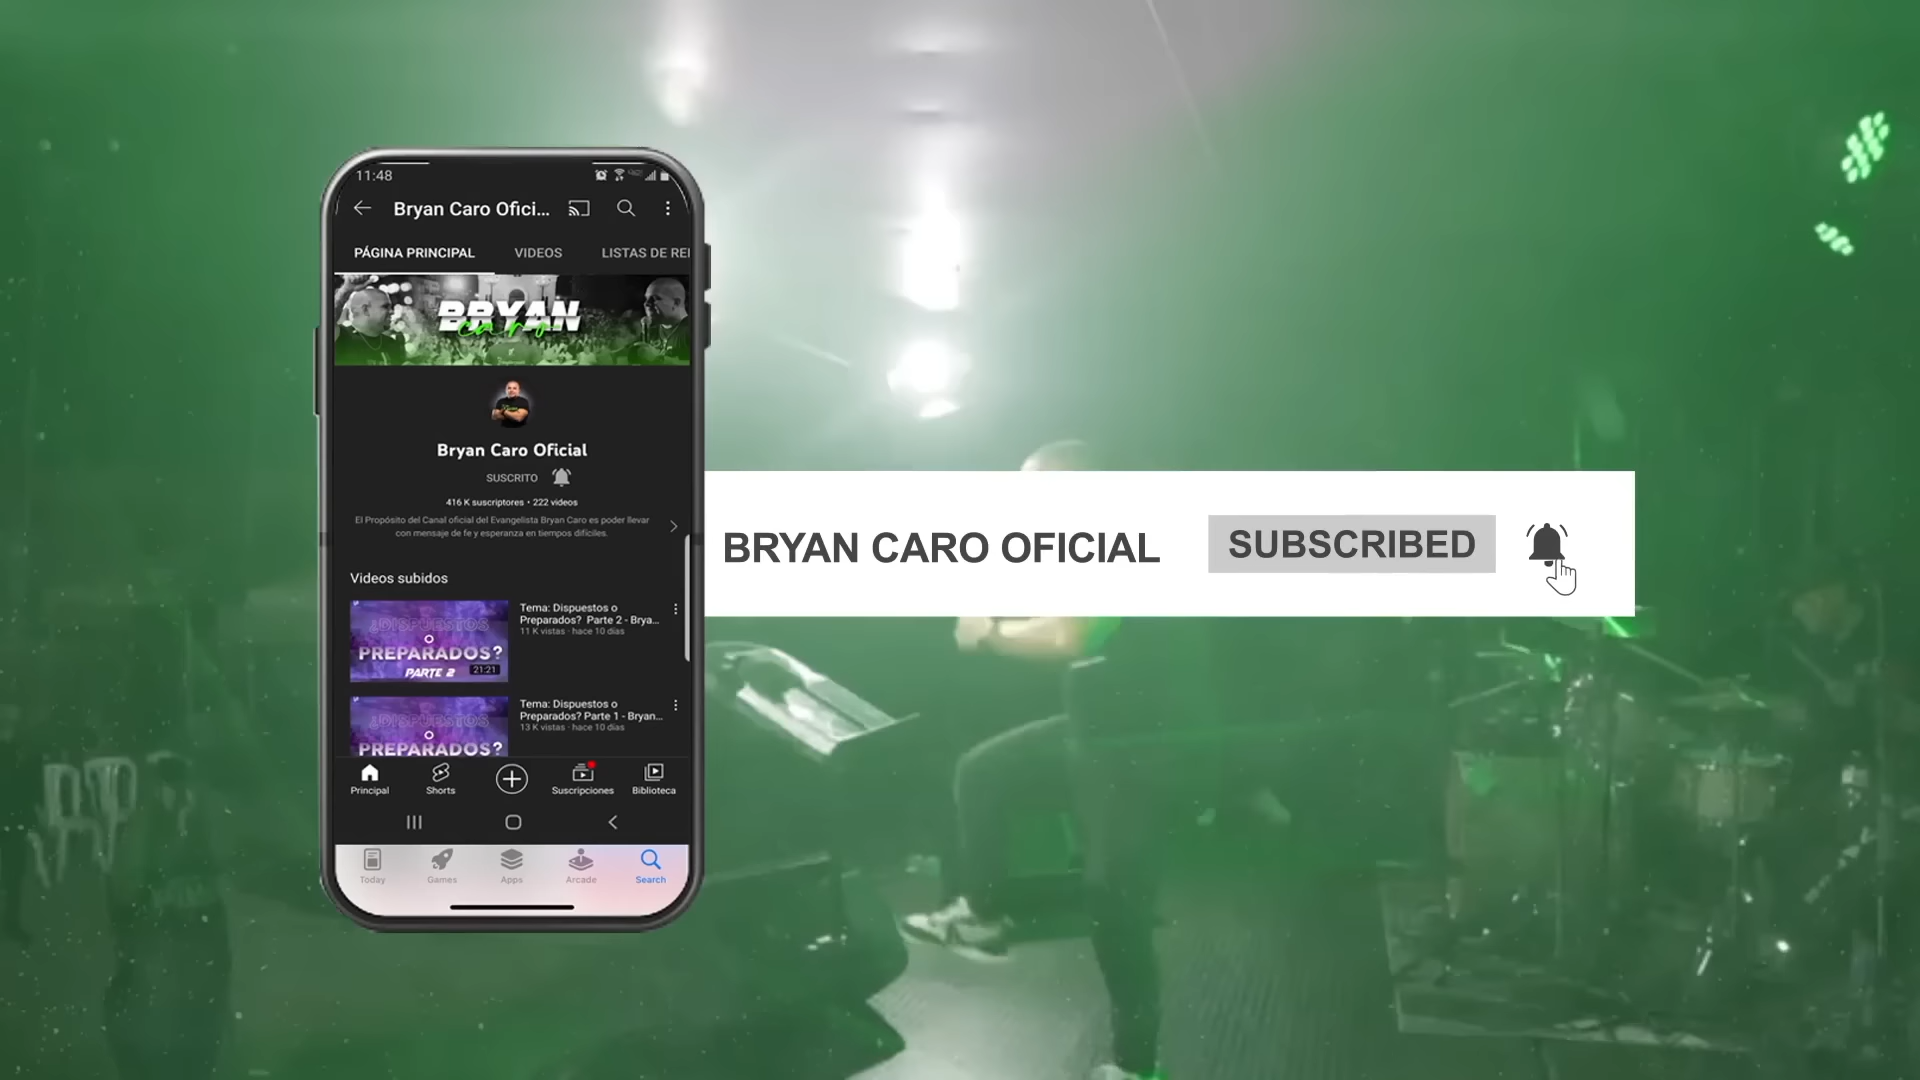 11:48
Bryan Caro Ofici...
PÁGINA PRINCIPAL VIDEOS LISTAS DE REI
BRYAN
caro
Bryan Caro Oficial
SUSCRITO
416 K suscriptores • 222 videos
El Propósito del Canal oficial del Evangelista Bryan Caro es poder llevar
con mensaje de fe y esperanza en tiempos difíciles.
Videos subidos
¿DISPUESTOS
O
PREPARADOS?
PARTE 2
21:21
Tema: Dispuestos o
Preparados? Parte 2 - Brya...
11 K vistas · hace 10 días
¿DISPUESTOS
O
PREPARADOS?
Tema: Dispuestos o
Preparados? Parte 1 - Bryan...
13 K vistas · hace 10 días
Principal Shorts Suscripciones Biblioteca
Today Games Apps Arcade Search
BRYAN CARO OFICIAL SUBSCRIBED